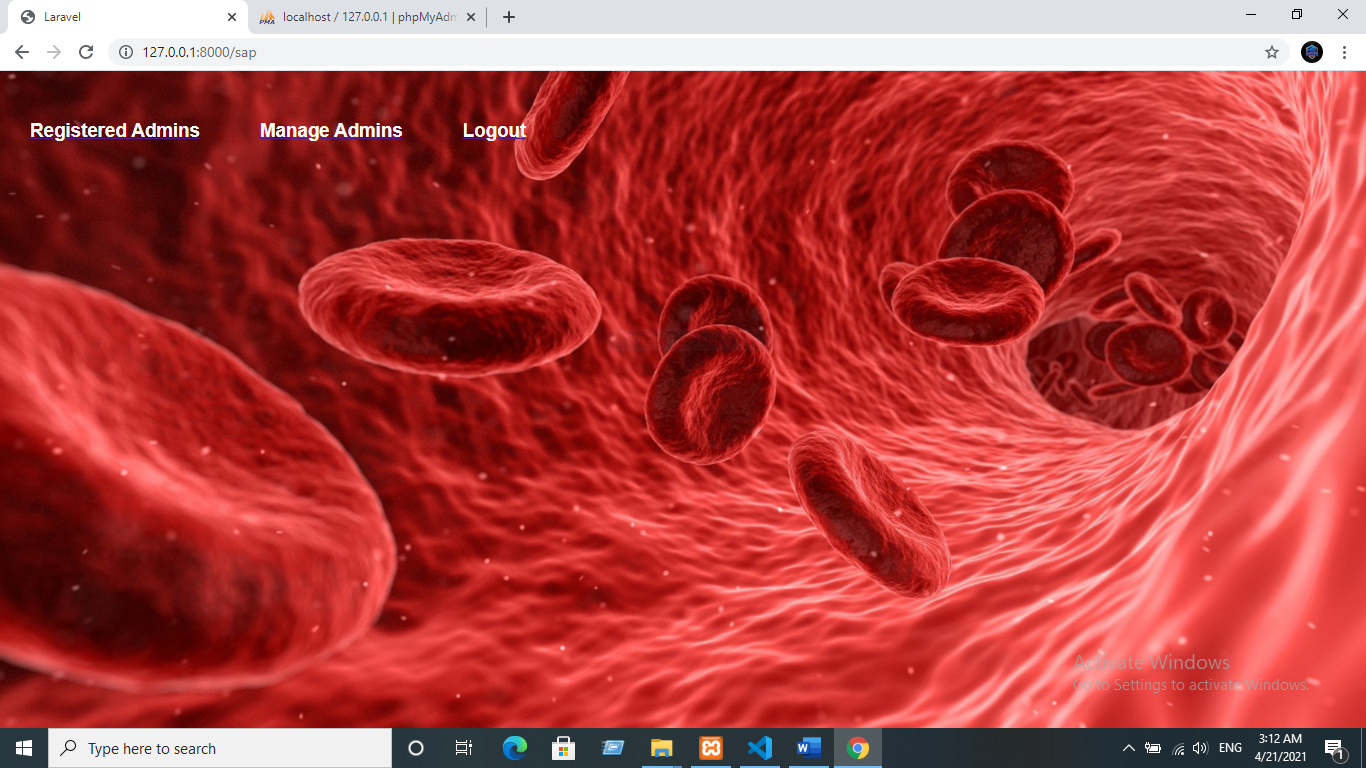 Laravel
localhost / 127.0.0.1 | phpMyAdm
127.0.0.1:8000/sap
Registered Admins Manage Admins Logout
Activate Windows
Go to Settings to activate Windows.
Type here to search
ENG
3:12 AM
4/21/2021
1